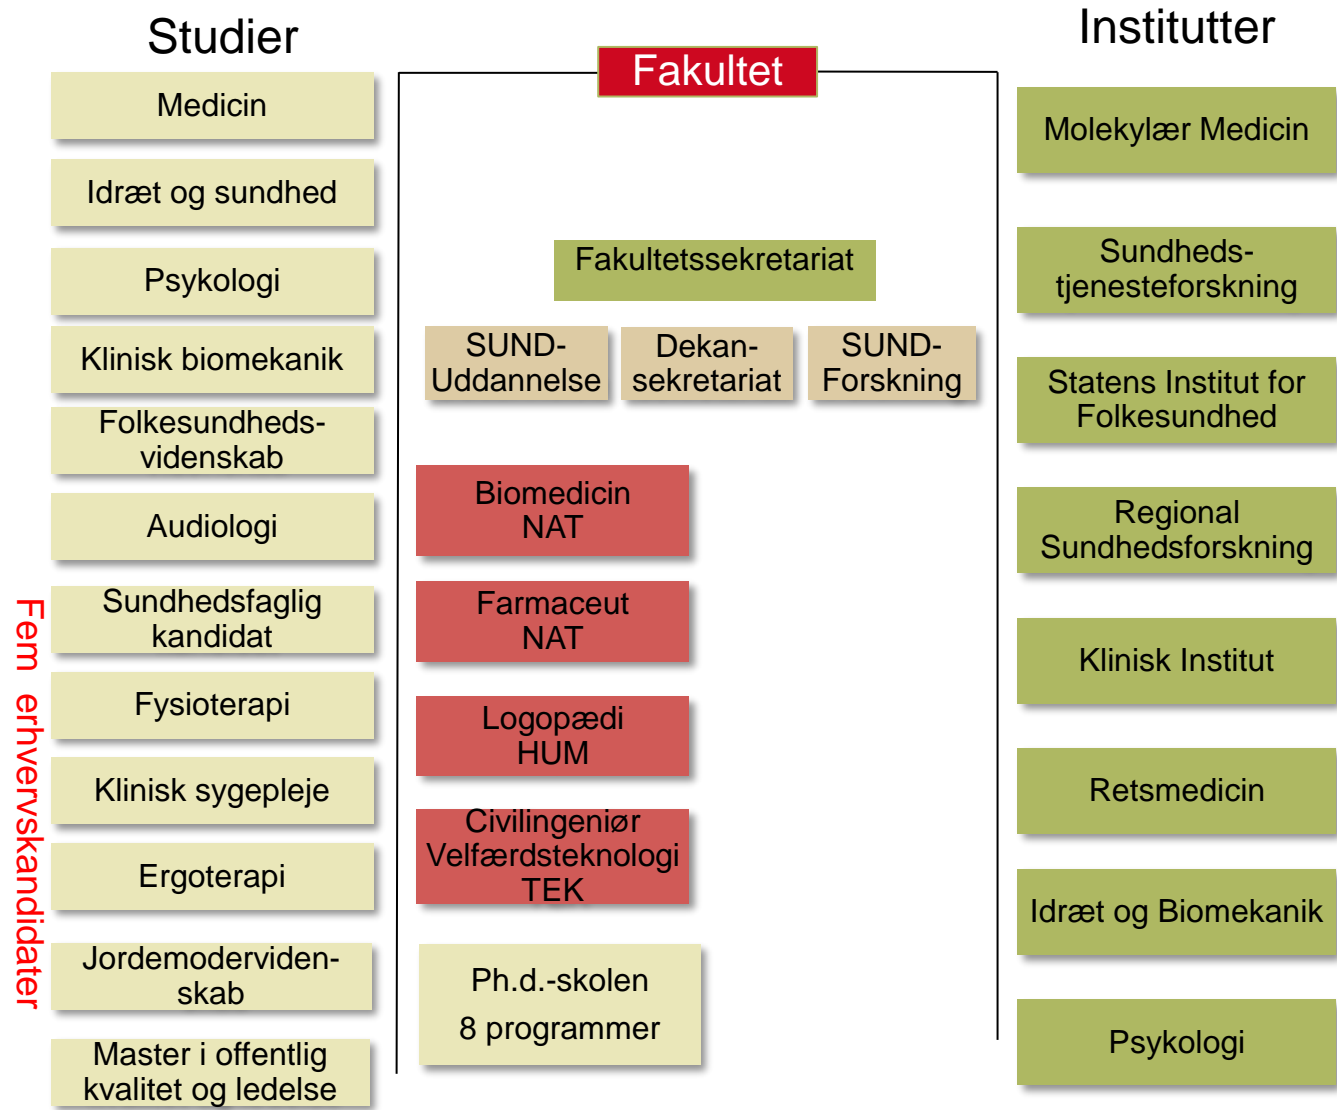 Studier
Medicin
Idræt og sundhed
Psykologi
Klinisk biomekanik
Folkesundheds-
videnskab
Audiologi
Sundhedsfaglig
kandidat
Fysioterapi
Klinisk sygepleje
Ergoterapi
Jordemodervidenskab
Jordemoderviden-
skab
Master i offentlig
kvalitet og ledelse
Fem erhvervskandidater
Fakultet
Fakultetssekretariat
SUND-
Uddannelse
Dekan-
sekretariat
SUND-
Forskning
Biomedicin
NAT
Farmaceut
NAT
Logopædi
HUM
Civilingeniør
Velfærdsteknologi
TEK
Ph.d.-skolen
8 programmer
Institutter
Molekylær Medicin
Sundheds-
tjenesteforskning
Statens Institut for
Folkesundhed
Regional
Sundhedsforskning
Klinisk Institut
Retsmedicin
Idræt og Biomekanik
Psykologi